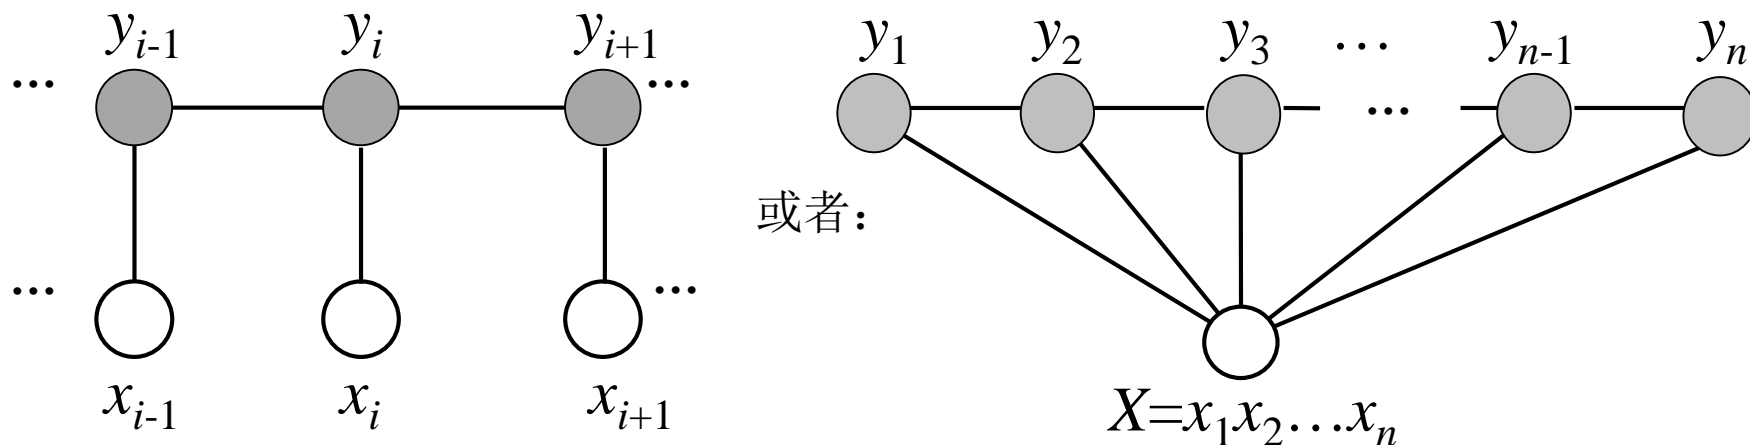 ... y_{i-1} y_i y_{i+1} ...
... x_{i-1} x_i x_{i+1} ...
或者：
y_1 y_2 y_3 … y_{n-1} y_n
...
X=x_1x_2…x_n